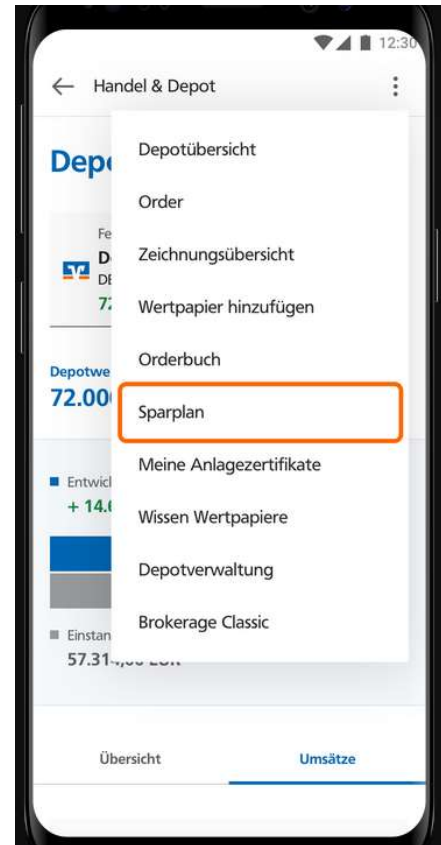 12:30
Handel & Depot
Depotübersicht
Order
Zeichnungsübersicht
Wertpapier hinzufügen
Orderbuch
Sparplan
Meine Anlagezertifikate
Wissen Wertpapiere
Depotverwaltung
Brokerage Classic
Übersicht
Umsätze